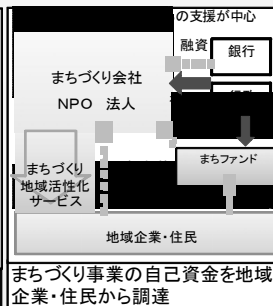 の支援が中心
融資
銀行
まちづくり会社
NPO 法人
まちファンド
まちづくり
地域活性化
サービス
地域企業・住民
まちづくり事業の自己資金を地域
企業・住民から調達